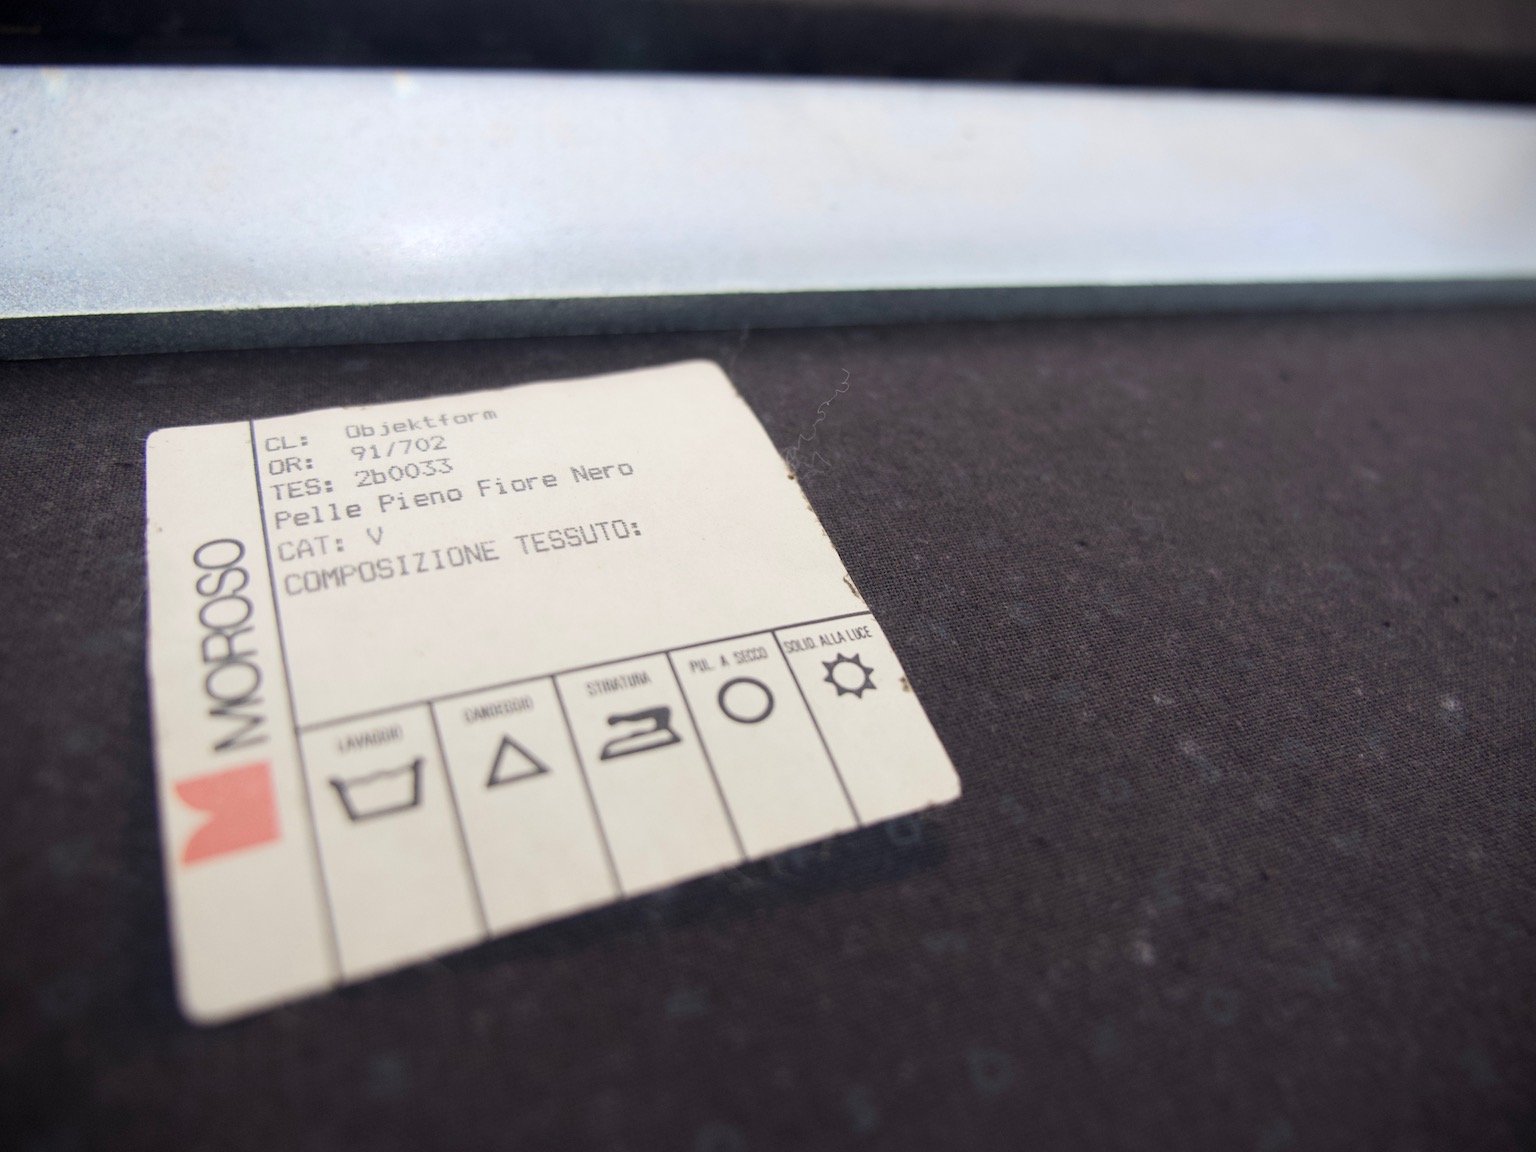 CL: Objektform
OR: 91/702
TES: 2b0033
Pelle Pieno Fiore Nero
CAT: V
COMPOSIZIONE TESSUTO:
MOROSO
LAVAGGIO
CANDEGGIO
STIRATURA
PUL. A SECCO
SOLID. ALLA LUCE